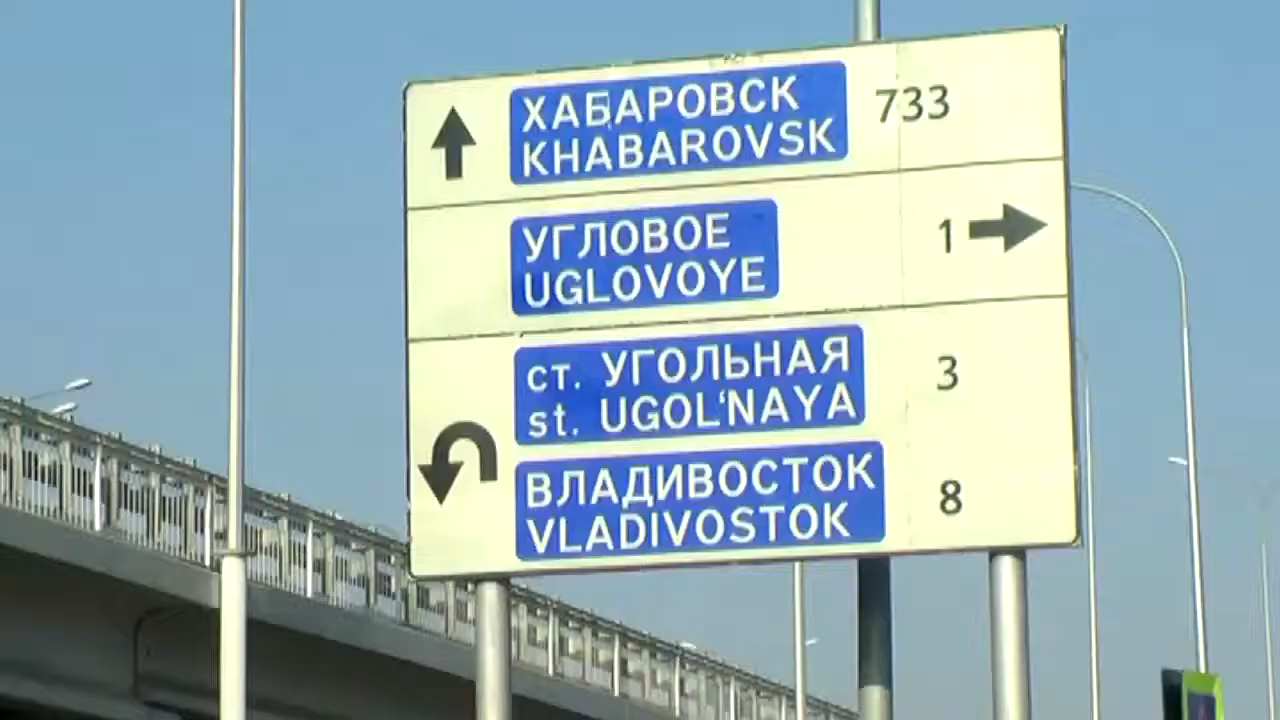 ХАБАРОВСК 733
KHABAROVSK
УГЛОВОЕ 1
UGLOVOYE
ст. УГОЛЬНАЯ 3
st. UGOL'NAYA
ВЛАДИВОСТОК 8
VLADIVOSTOK